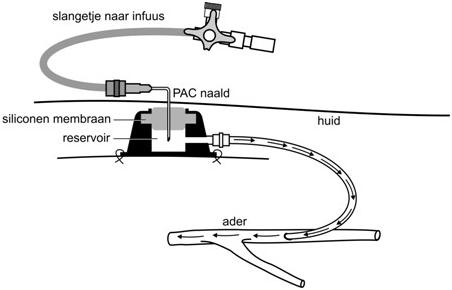 slangetje naar infuus
PAC naald
siliconen membraan
huid
reservoir
ader